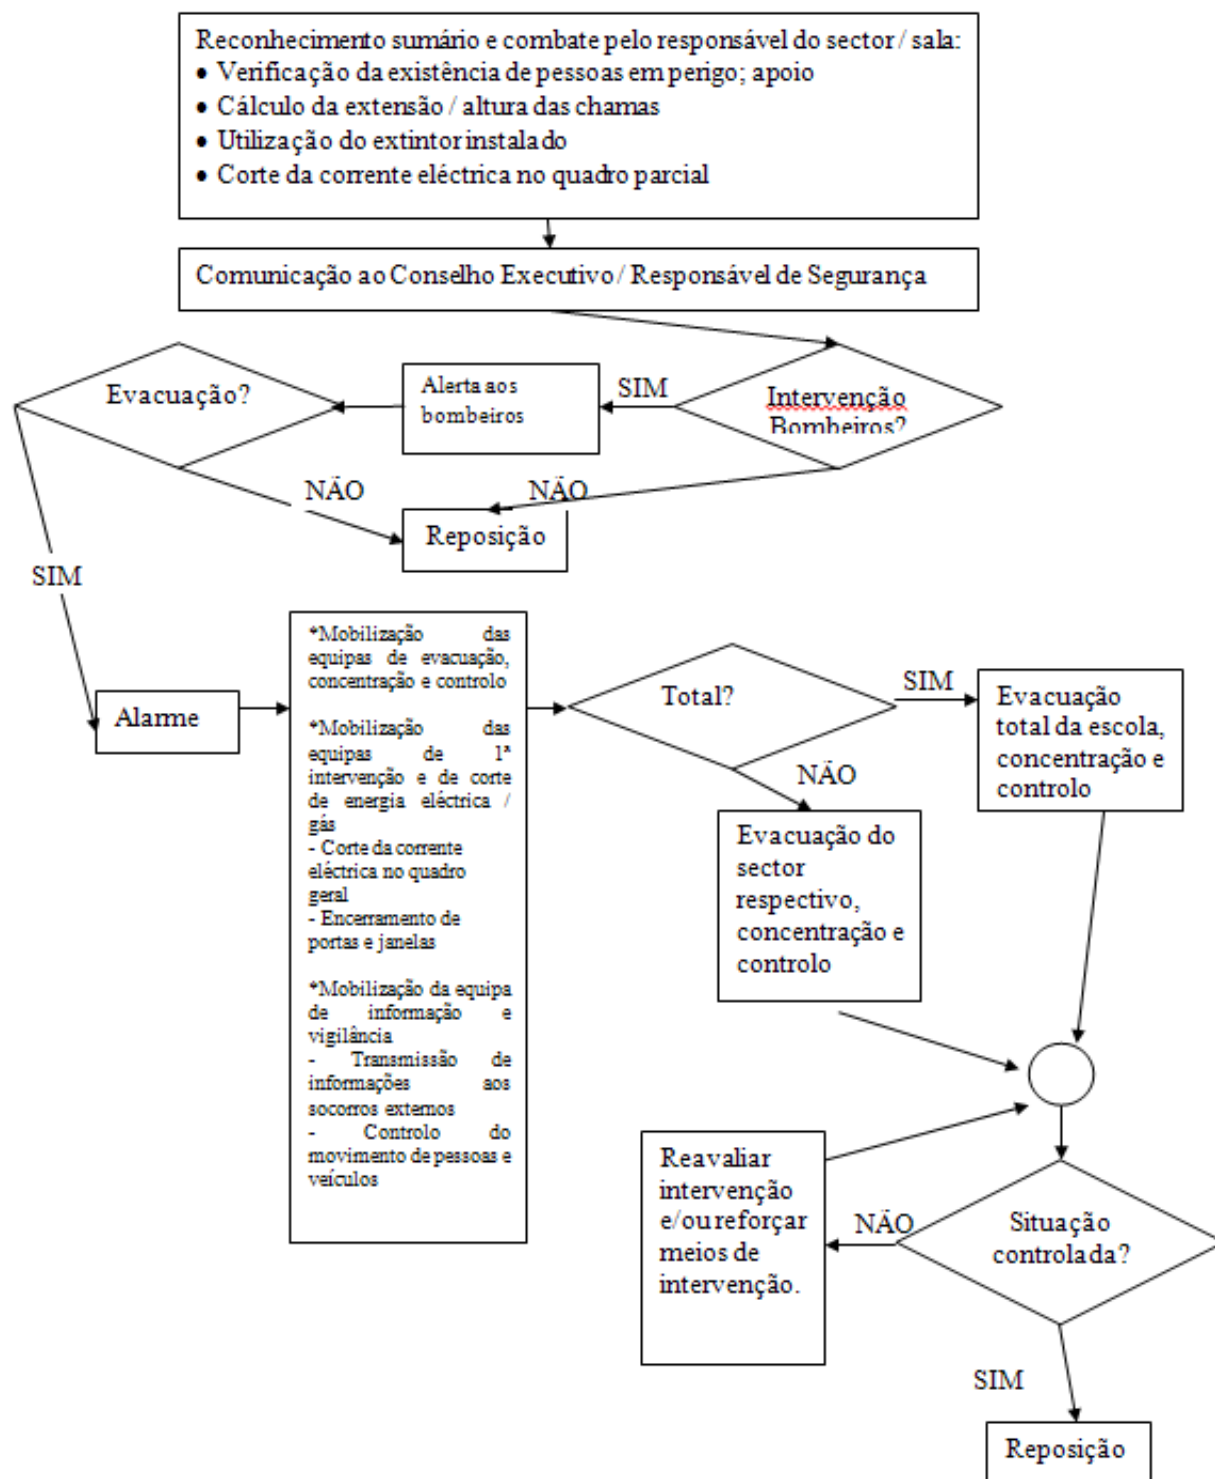 Reconhecimento sumário e combate pelo responsável do sector / sala:
• Verificação da existência de pessoas em perigo; apoio
• Cálculo da extensão / altura das chamas
• Utilização do extintor instalado
• Corte da corrente eléctrica no quadro parcial
Comunicação ao Conselho Executivo / Responsável de Segurança
Intervenção
Bombeiros?
SIM
Alerta aos
bombeiros
Evacuação?
NÃO
NÃO
Reposição
SIM
Alarme
*Mobilização das
equipas de evacuação,
concentração e controlo
*Mobilização das
equipas de 1ª
intervenção e de corte
de energia eléctrica /
gás
- Corte da corrente
eléctrica no quadro
geral
- Encerramento de
portas e janelas
*Mobilização da equipa
de informação e
vigilância
- Transmissão de
informações aos
socorros externos
- Controlo do
movimento de pessoas e
veículos
Total?
SIM
Evacuação
total da escola,
concentração e
controlo
NÃO
Evacuação do
sector
respectivo,
concentração e
controlo
Situação
controlada?
NÃO
Reavaliar
intervenção
e/ou reforçar
meios de
intervenção.
SIM
Reposição